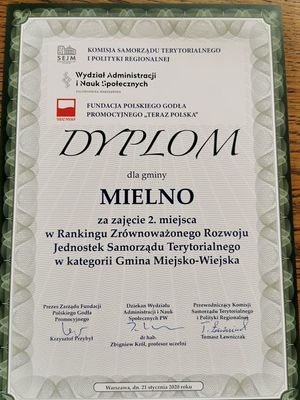 SEJM
KOMISJA SAMORZĄDU TERYTORIALNEGO
I POLITYKI REGIONALNEJ
Wydział Administracji
i Nauk Społecznych
POLITECHNIKA WARSZAWSKA
FUNDACJA POLSKIEGO GODŁA
PROMOCYJNEGO „TERAZ POLSKA”
DYPLOM
dla gminy
MIELNO
za zajęcie 2. miejsca
w Rankingu Zrównoważonego Rozwoju
Jednostek Samorządu Terytorialnego
w kategorii Gmina Miejsko-Wiejska
Prezes Zarządu Fundacji
Polskiego Godła
Promocyjnego
Krzysztof Przybył
Dziekan Wydziału
Administracji i Nauk
Społecznych PW
dr hab.
Zbigniew Król, profesor uczelni
Przewodniczący Komisji
Samorządu Terytorialnego
i Polityki Regionalnej
Tomasz Ławniczak
Warszawa, dn. 21 stycznia 2020 roku